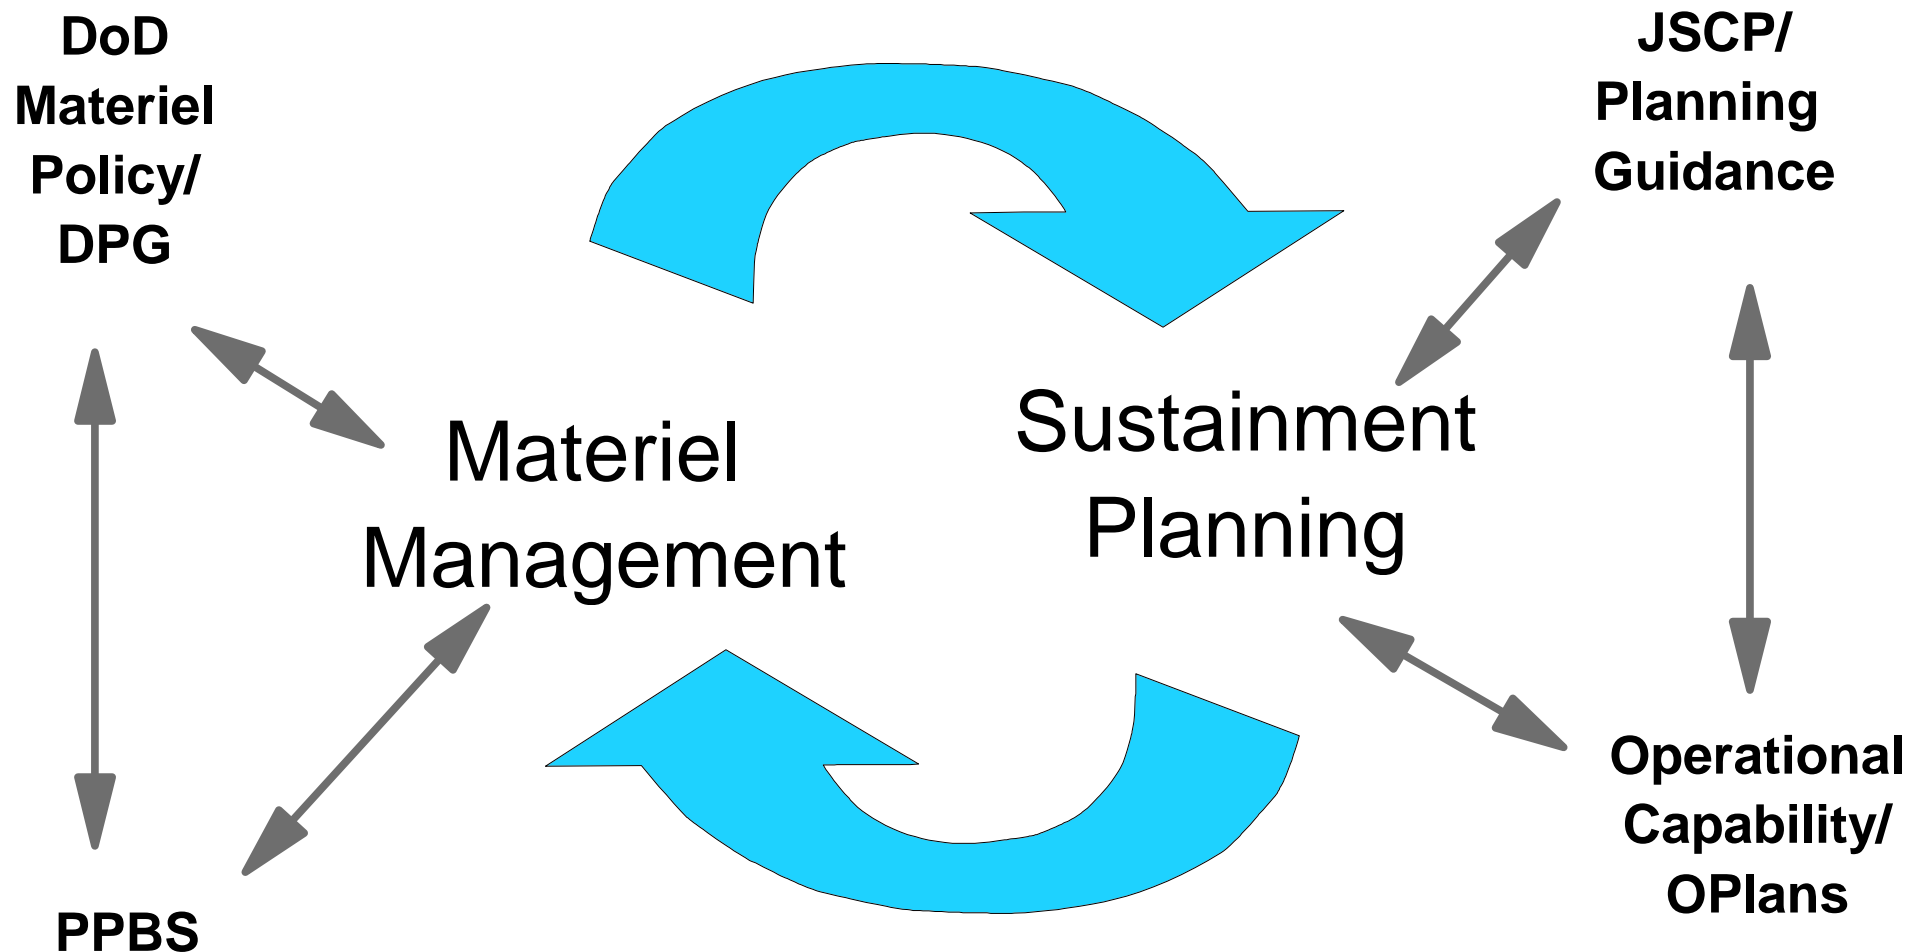 DoD
Materiel
Policy/
DPG
JSCP/
Planning
Guidance
Materiel
Management
Sustainment
Planning
PPBS
Operational
Capability/
OPlans